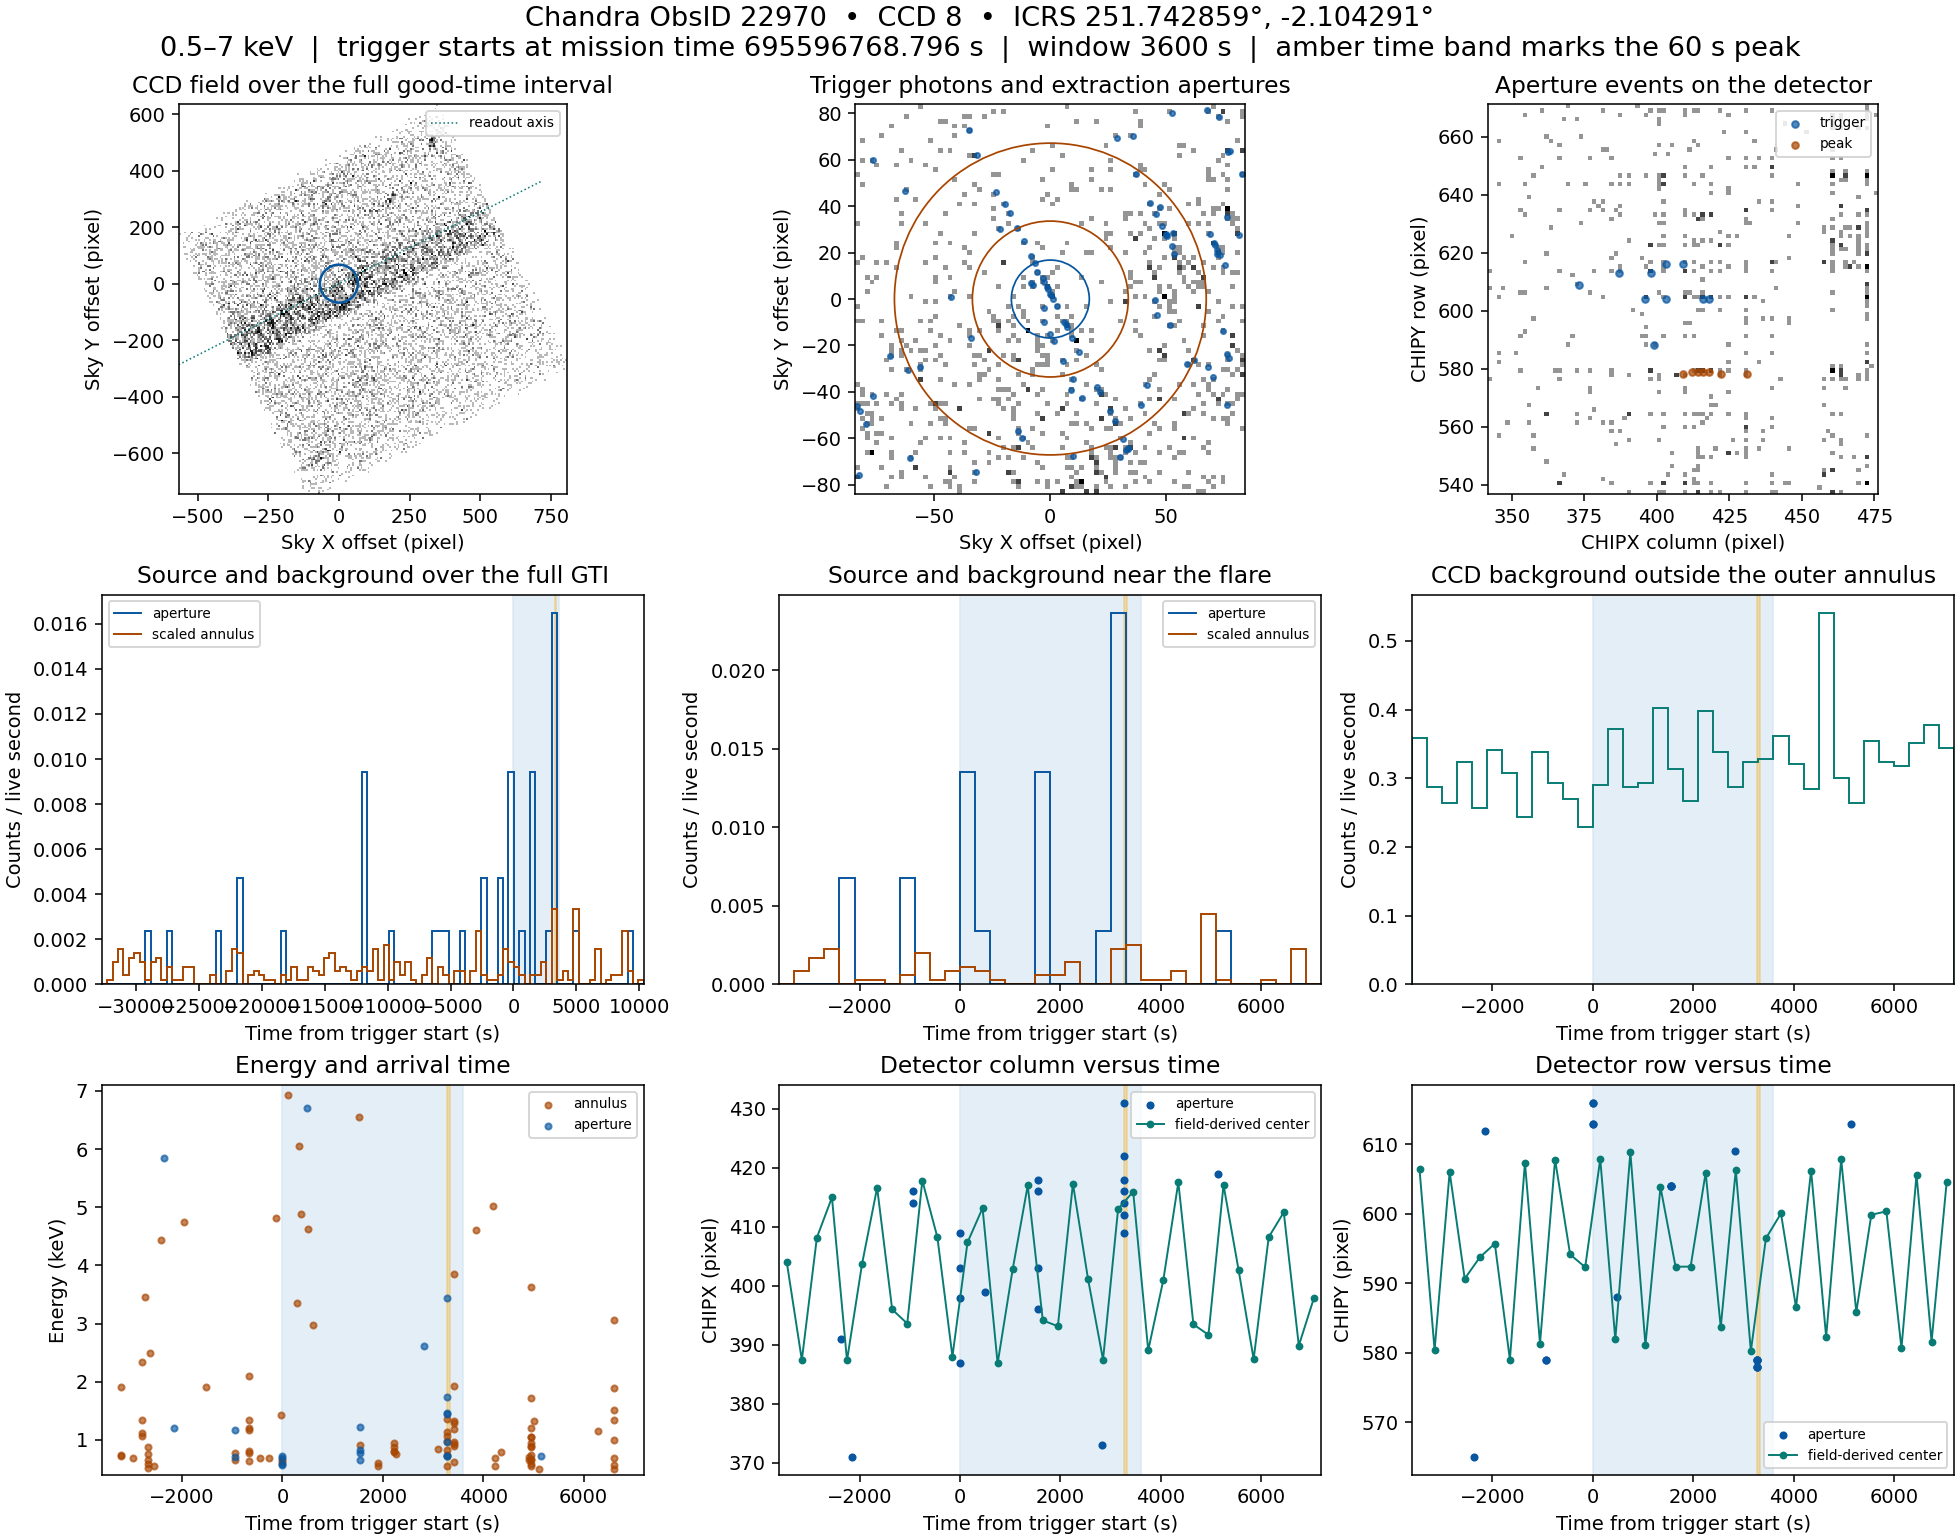 Chandra ObsID 22970 • CCD 8 • ICRS 251.742859°, -2.104291°
0.5–7 keV | trigger starts at mission time 695596768.796 s | window 3600 s | amber time band marks the 60 s peak
CCD field over the full good-time interval
readout axis
600
400
200
0
−200
−400
−600
Sky Y offset (pixel)
−500 −250 0 250 500 750
Sky X offset (pixel)
Trigger photons and extraction apertures
80
60
40
20
0
−20
−40
−60
−80
Sky Y offset (pixel)
−50 0 50
Sky X offset (pixel)
Aperture events on the detector
trigger
peak
660
640
620
600
580
560
540
CHIPY row (pixel)
350 375 400 425 450 475
CHIPX column (pixel)
Source and background over the full GTI
aperture
scaled annulus
0.016
0.014
0.012
0.010
0.008
0.006
0.004
0.002
0.000
Counts / live second
−30000 −25000 −20000 −15000 −10000 −5000 0 5000 10000
Time from trigger start (s)
Source and background near the flare
aperture
scaled annulus
0.020
0.015
0.010
0.005
0.000
Counts / live second
−2000 0 2000 4000 6000
Time from trigger start (s)
CCD background outside the outer annulus
0.5
0.4
0.3
0.2
0.1
0.0
Counts / live second
−2000 0 2000 4000 6000
Time from trigger start (s)
Energy and arrival time
annulus
aperture
7
6
5
4
3
2
1
Energy (keV)
−2000 0 2000 4000 6000
Time from trigger start (s)
Detector column versus time
aperture
field-derived center
430
420
410
400
390
380
370
CHIPX (pixel)
−2000 0 2000 4000 6000
Time from trigger start (s)
Detector row versus time
610
600
590
580
570
CHIPY (pixel)
aperture
field-derived center
−2000 0 2000 4000 6000
Time from trigger start (s)